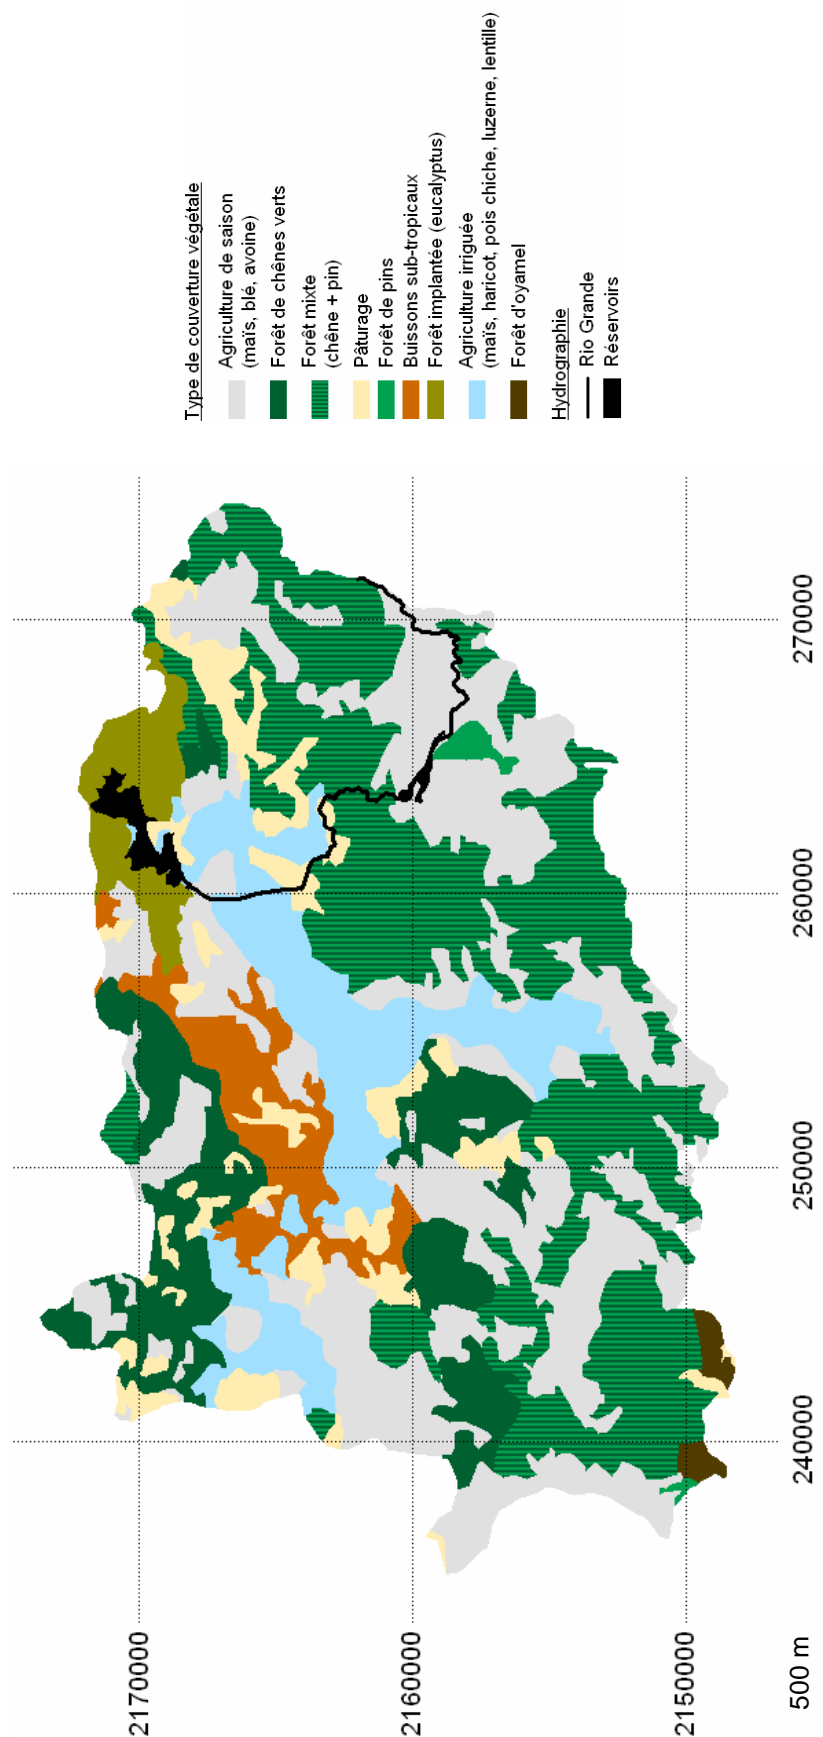 Type de couverture végétale
Agriculture de saison
(maïs, blé, avoine)
Forêt de chênes verts
Forêt mixte
(chêne + pin)
Pâturage
Forêt de pins
Buissons sub-tropicaux
Forêt implantée (eucalyptus)
Agriculture irriguée
(maïs, haricot, pois chiche, luzerne, lentille)
Forêt d'oyamel
Hydrographie
Rio Grande
Réservoirs
2170000
2160000
2150000
240000
250000
260000
270000
500 m